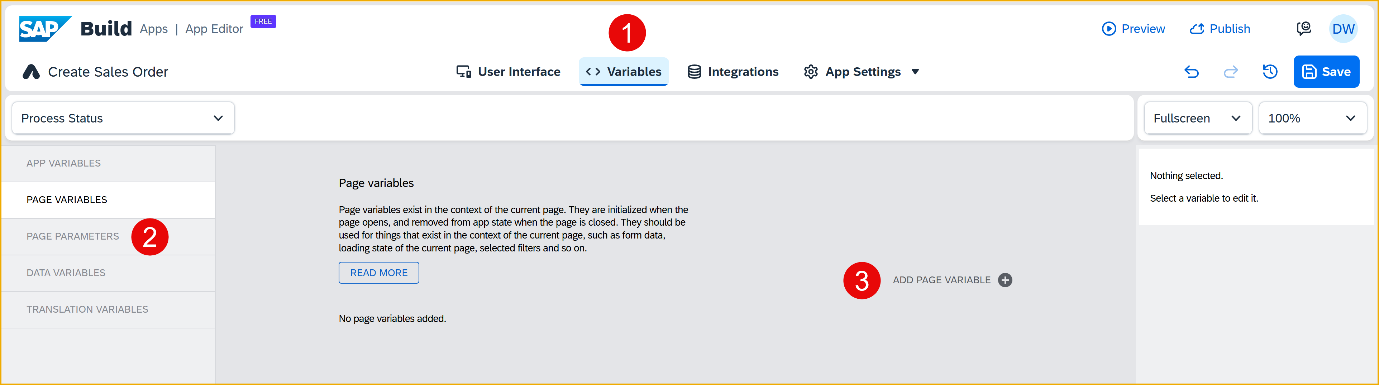 SAP Build Apps | App Editor FREE
1
Preview Publish DW
Create Sales Order User Interface <> Variables Integrations App Settings Save
Process Status Fullscreen 100%
APP VARIABLES
PAGE VARIABLES
PAGE PARAMETERS 2
DATA VARIABLES
TRANSLATION VARIABLES
Page variables
Page variables exist in the context of the current page. They are initialized when the
page opens, and removed from app state when the page is closed. They should be
used for things that exist in the context of the current page, such as form data,
loading state of the current page, selected filters and so on.
READ MORE
3 ADD PAGE VARIABLE
No page variables added.
Nothing selected.
Select a variable to edit it.